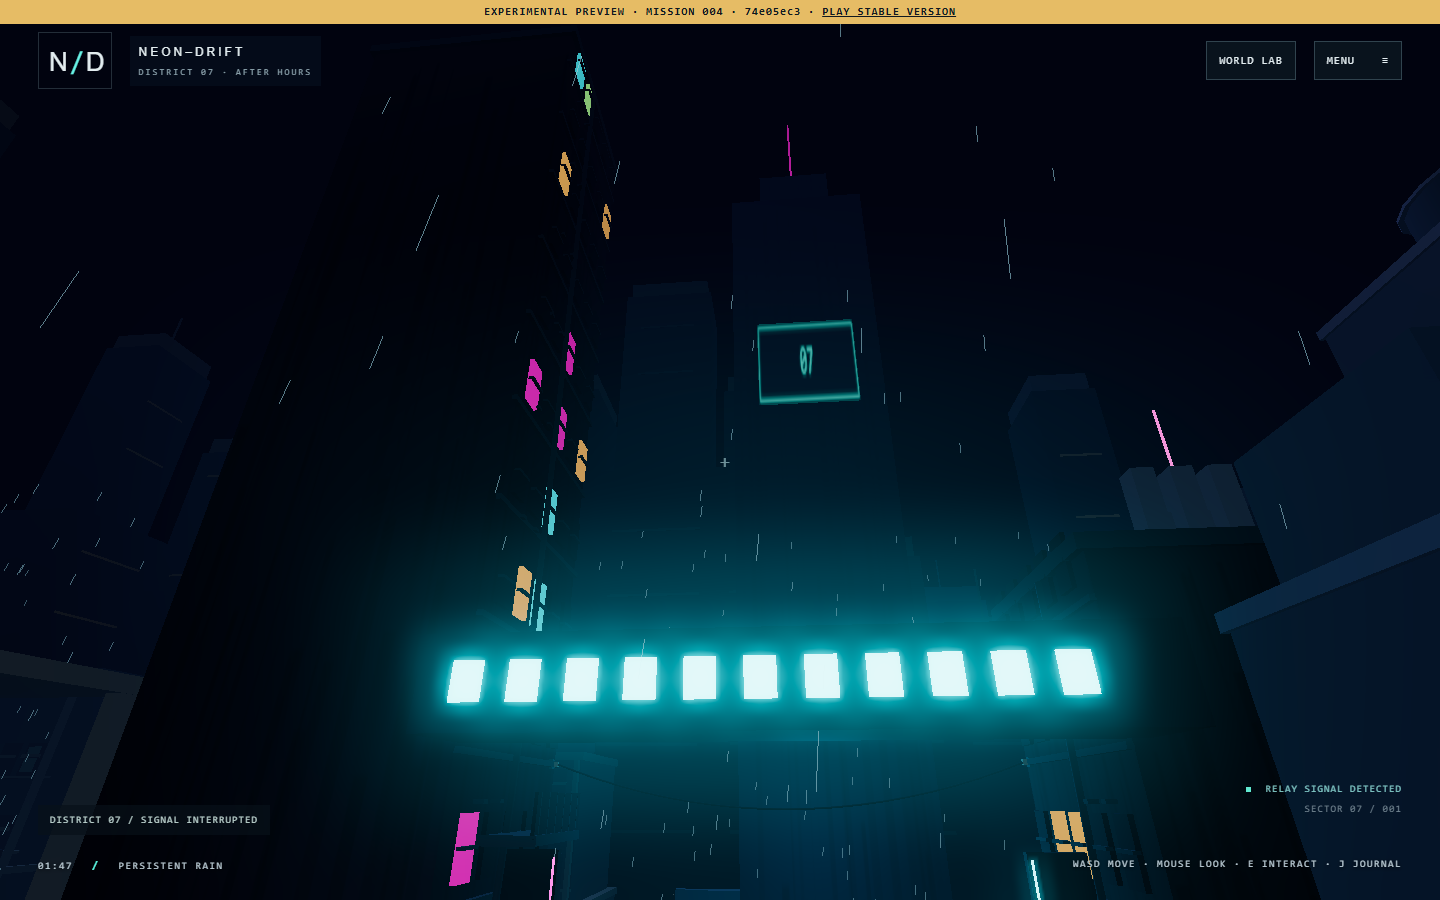 EXPERIMENTAL PREVIEW · MISSION 004 · 74e05ec3 · PLAY STABLE VERSION
N/D
NEON—DRIFT
DISTRICT 07 · AFTER HOURS
WORLD LAB
MENU ≡
07
RELAY SIGNAL DETECTED
SECTOR 07 / 001
DISTRICT 07 / SIGNAL INTERRUPTED
01:47 / PERSISTENT RAIN
WASD MOVE · MOUSE LOOK · E INTERACT · J JOURNAL